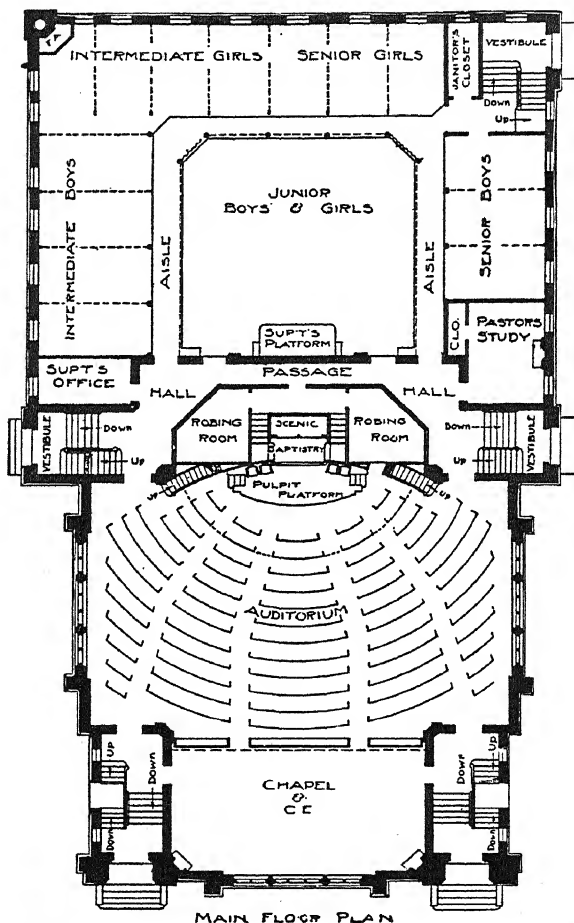 INTERMEDIATE GIRLS
SENIOR GIRLS
JANITOR'S
CLOSET
VESTIBULE
DOWN
UP
INTERMEDIATE BOYS
JUNIOR
BOYS & GIRLS
SENIOR BOYS
AISLE
AISLE
SUPT'S
PLATFORM
CLO.
PASTORS
STUDY
SUPT'S
OFFICE
PASSAGE
HALL
HALL
VESTIBULE
DOWN
UP
ROBING
ROOM
SCENIC
BAPTISTRY
ROBING
ROOM
DOWN
UP
VESTIBULE
UP
PULPIT
PLATFORM
UP
AUDITORIUM
UP
DOWN
DOWN
CHAPEL
&
C E
DOWN
UP
DOWN
MAIN FLOOR PLAN